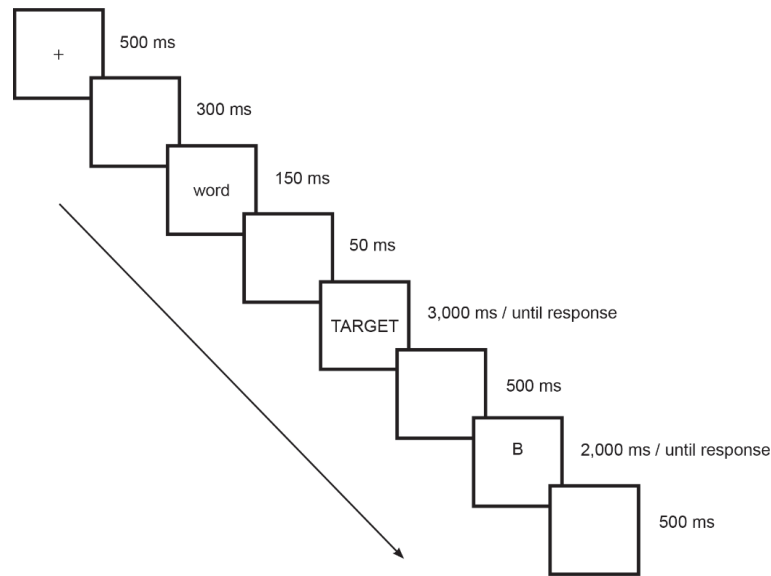 +
500 ms
300 ms
word
150 ms
50 ms
TARGET
3,000 ms / until response
500 ms
B
2,000 ms / until response
500 ms